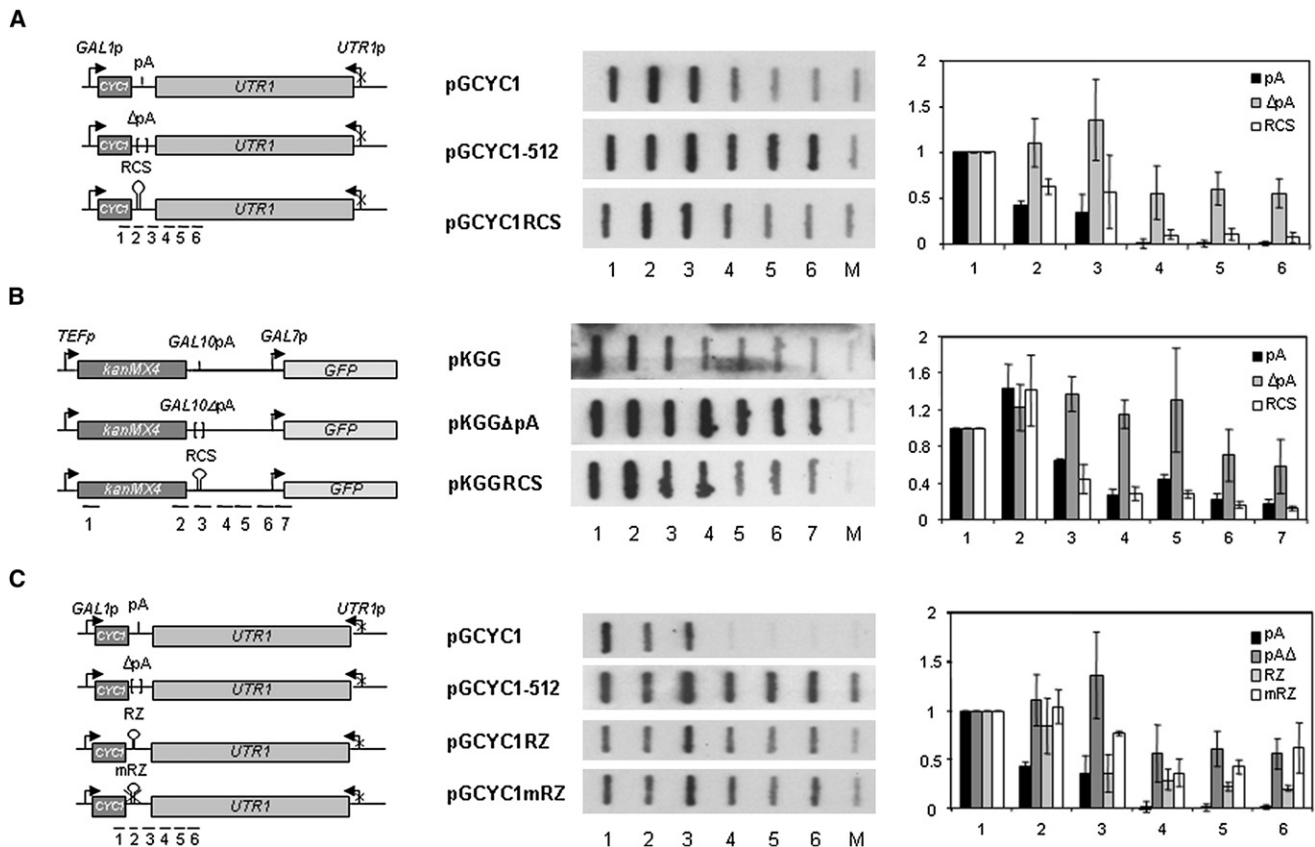 A
GAL1p pA UTR1p
CYC1 UTR1
ΔpA
CYC1 UTR1
RCS
CYC1 UTR1
1 2 3 4 5 6
pGCYC1
pGCYC1-512
pGCYC1RCS
1 2 3 4 5 6 M
2
1.5
1
0.5
0
1 2 3 4 5 6
pA
ΔpA
RCS
B
TEFp GAL10pA GAL7p
kanMX4 GFP
GAL10ΔpA
kanMX4 GFP
RCS
kanMX4 GFP
1 2 3 4 5 6 7
pKGG
pKGGΔpA
pKGGRCS
1 2 3 4 5 6 7 M
2
1.6
1.2
0.8
0.4
0
1 2 3 4 5 6 7
pA
ΔpA
RCS
C
GAL1p pA UTR1p
CYC1 UTR1
ΔpA
CYC1 UTR1
RZ
CYC1 UTR1
mRZ
CYC1 UTR1
1 2 3 4 5 6
pGCYC1
pGCYC1-512
pGCYC1RZ
pGCYC1mRZ
1 2 3 4 5 6 M
2
1.5
1
0.5
0
1 2 3 4 5 6
pA
pAΔ
RZ
mRZ